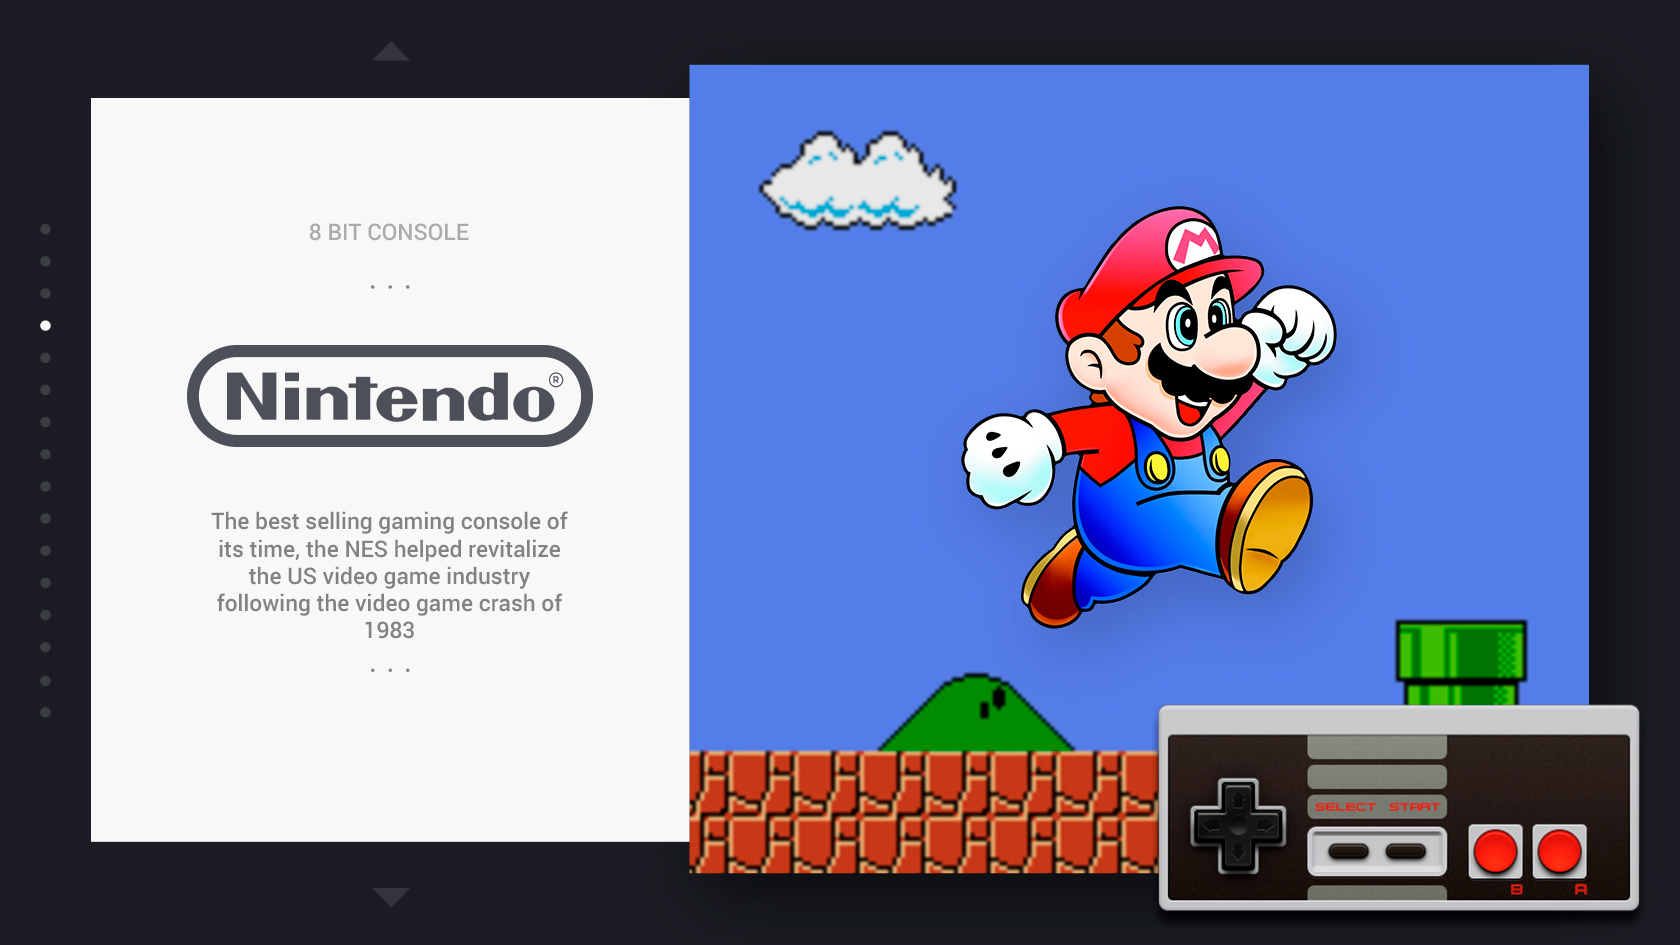 8 BIT CONSOLE
. . .
Nintendo®
The best selling gaming console of
its time, the NES helped revitalize
the US video game industry
following the video game crash of
1983
. . .
M
SELECT START
B A